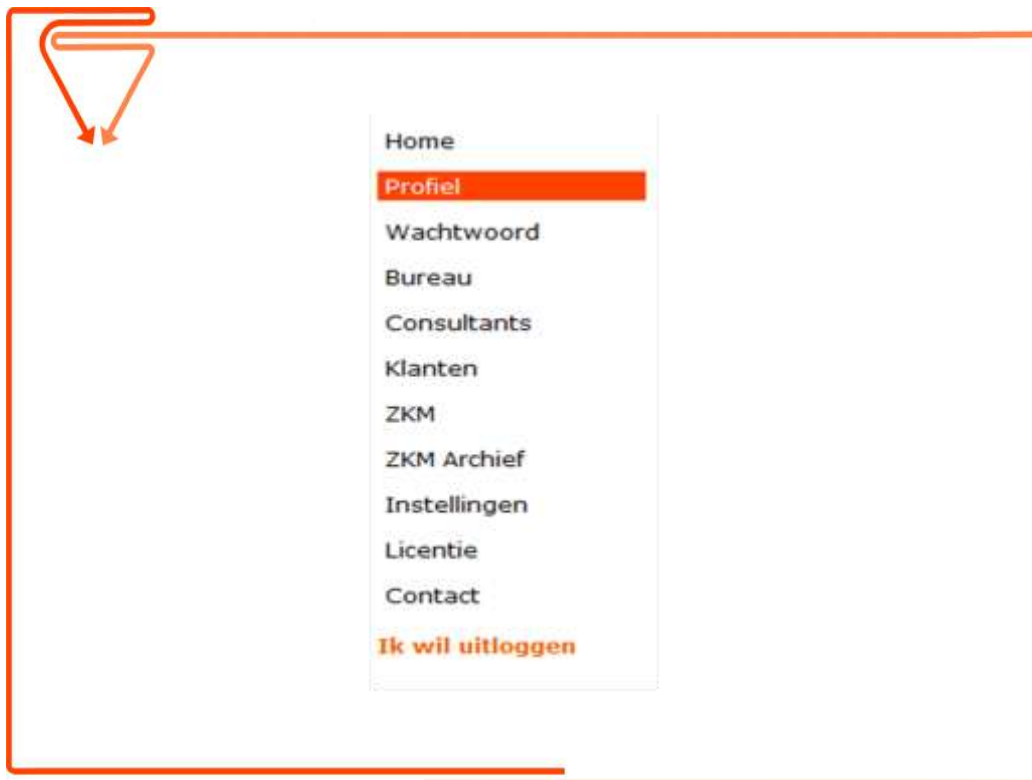 Home
Profiel
Wachtwoord
Bureau
Consultants
Klanten
ZKM
ZKM Archief
Instellingen
Licentie
Contact
Ik wil uitloggen